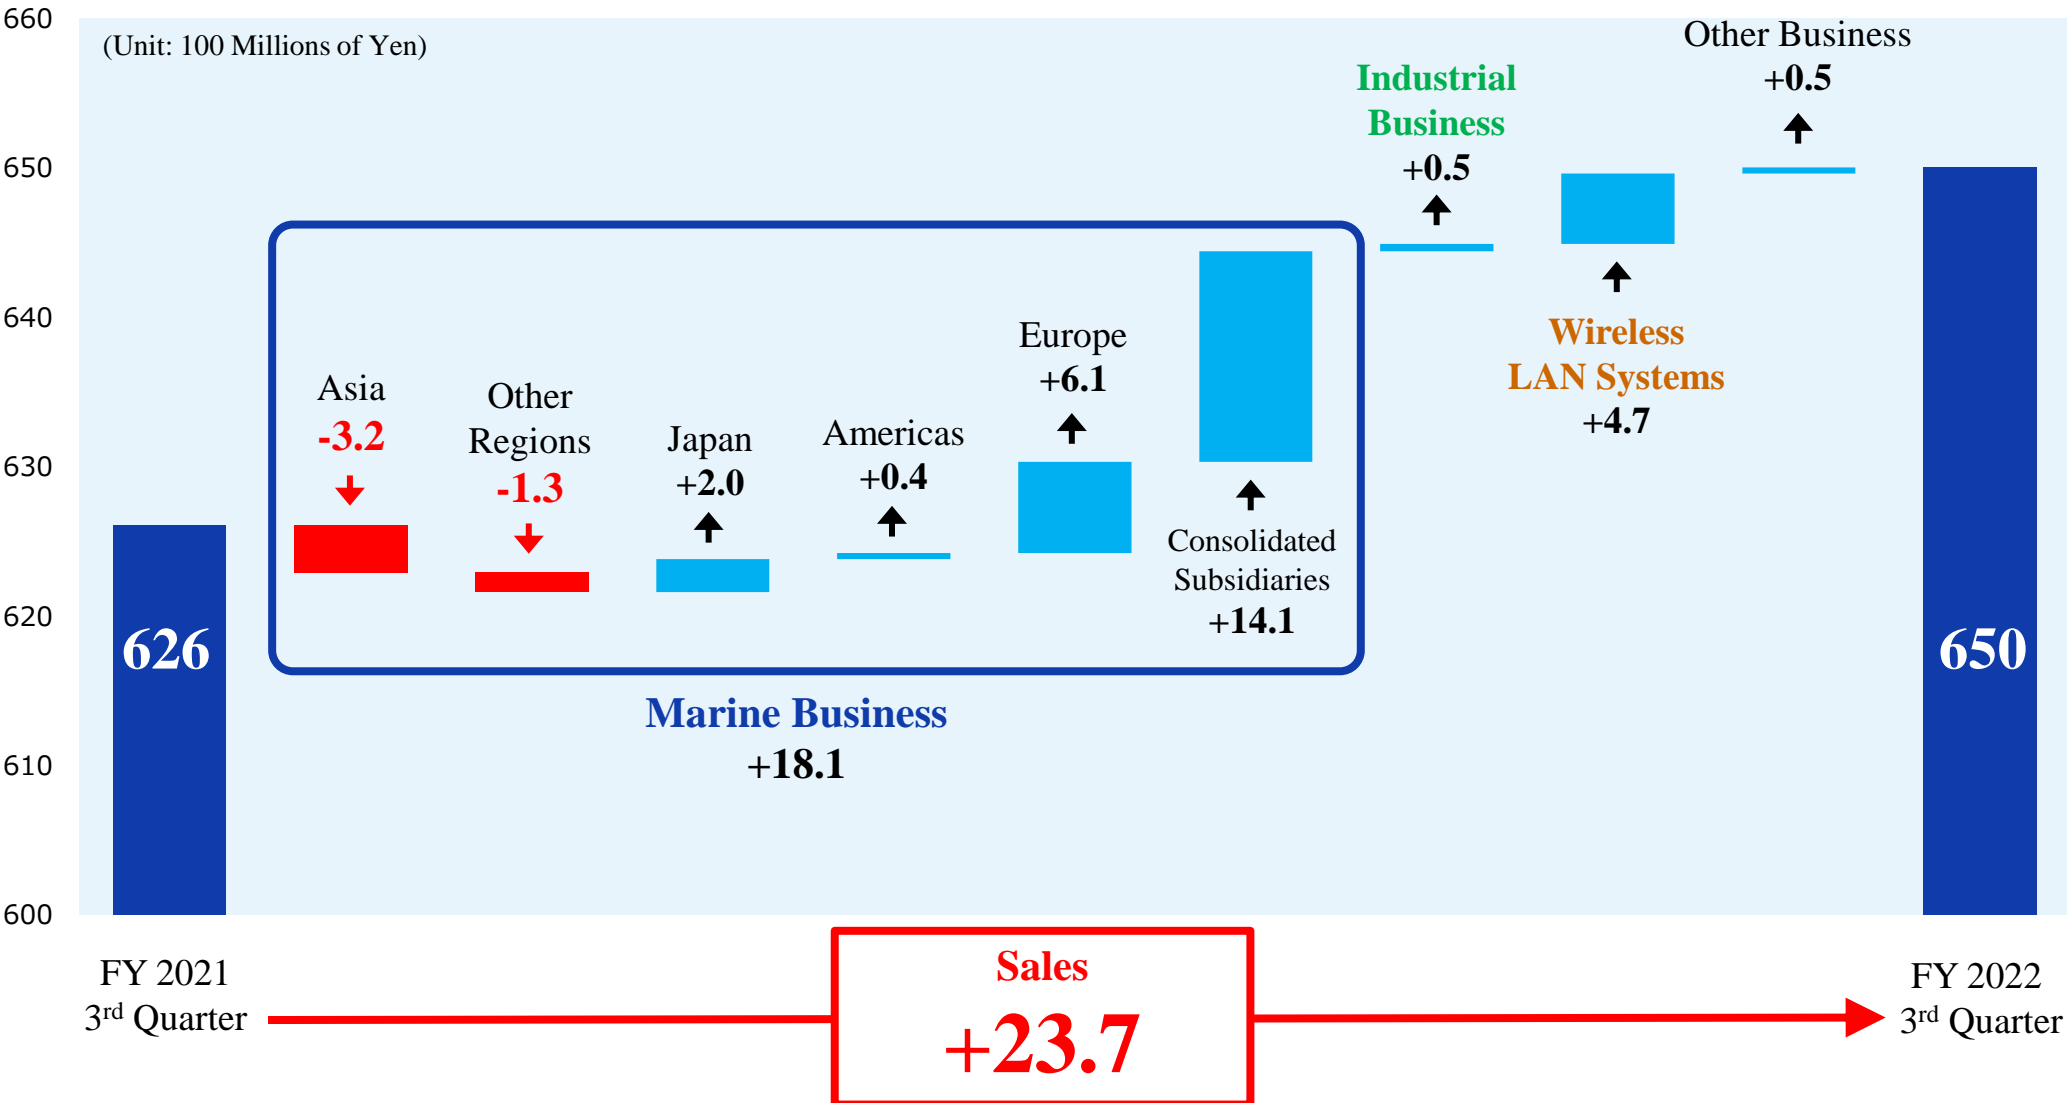 660
650
640
630
620
610
600
(Unit: 100 Millions of Yen)
626
Asia
-3.2
Other
Regions
-1.3
Japan
+2.0
Americas
+0.4
Europe
+6.1
Consolidated
Subsidiaries
+14.1
Marine Business
+18.1
Industrial
Business
+0.5
Wireless
LAN Systems
+4.7
Other Business
+0.5
650
FY 2021
3rd Quarter
Sales
+23.7
FY 2022
3rd Quarter